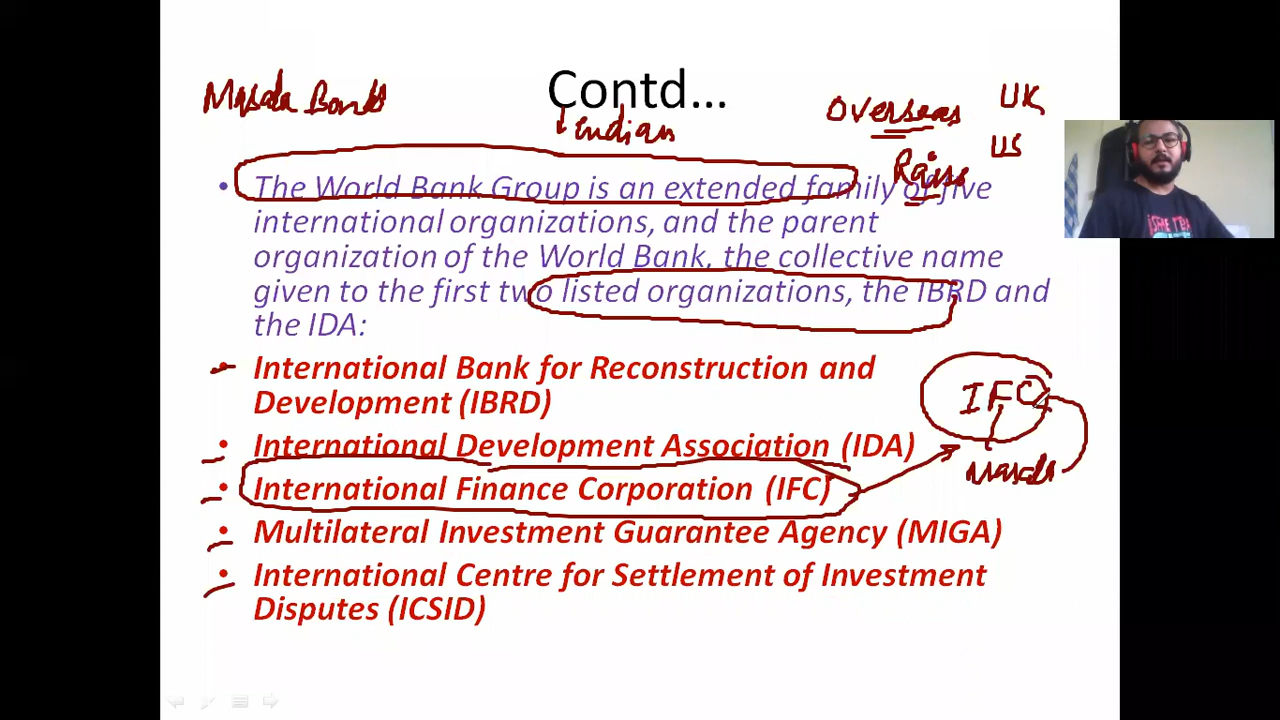 Contd...
Masala Bonds
Indian
Overseas
UK
US
Raise
• The World Bank Group is an extended family of five
international organizations, and the parent
organization of the World Bank, the collective name
given to the first two listed organizations, the IBRD and
the IDA:
• International Bank for Reconstruction and
Development (IBRD)
• International Development Association (IDA)
• International Finance Corporation (IFC)
• Multilateral Investment Guarantee Agency (MIGA)
• International Centre for Settlement of Investment
Disputes (ICSID)
IFC
Masala